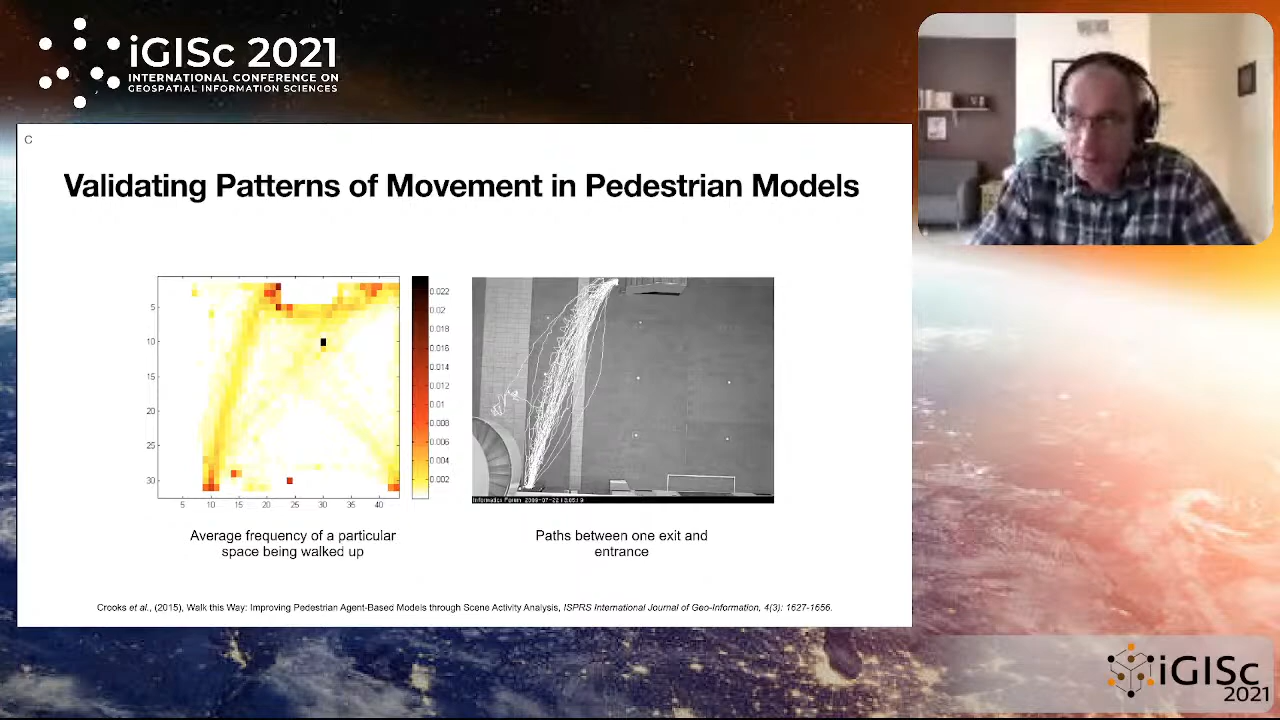 iGISc 2021
INTERNATIONAL CONFERENCE ON
GEOSPATIAL INFORMATION SCIENCES
C
Validating Patterns of Movement in Pedestrian Models
5
10
15
20
25
30
5 10 15 20 25 30 35 40
0.022
0.02
0.018
0.016
0.014
0.012
0.01
0.008
0.006
0.004
0.002
Average frequency of a particular
space being walked up
Paths between one exit and
entrance
Crooks et al., (2015), Walk this Way: Improving Pedestrian Agent-Based Models through Scene Activity Analysis, ISPRS International Journal of Geo-Information, 4(3): 1627-1656.
iGISc
2021